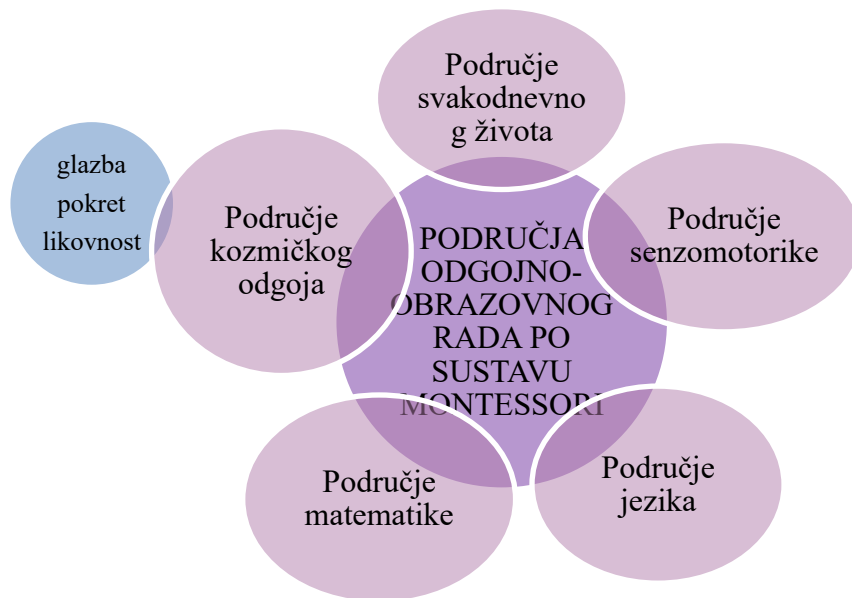 Područje
svakodnevno
g života
glazba
pokret
likovnost
Područje
kozmičkog
odgoja
Područje
senzomotorike
PODRUČJA
ODGOJNO-
OBRAZOVNOG
RADA PO
SUSTAVU
MONTESSORI
Područje
matematike
Područje
jezika